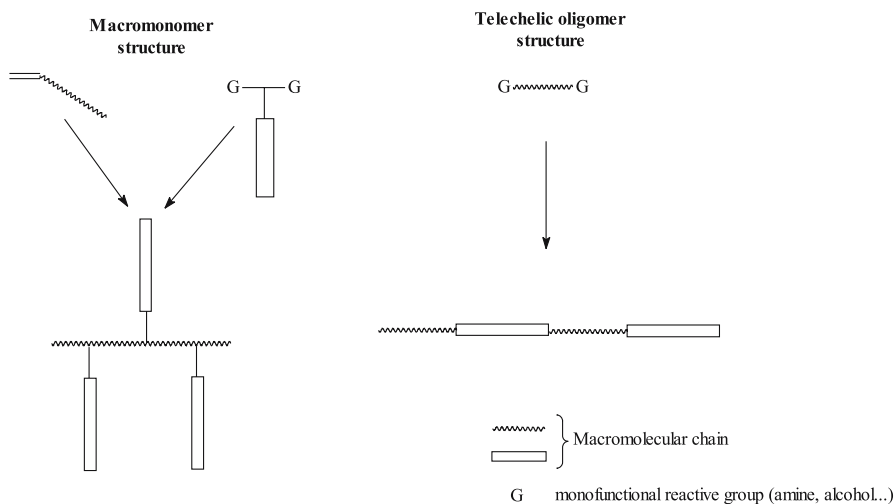 Macromonomer
structure
Telechelic oligomer
structure
G G
G G
Macromolecular chain
G monofunctional reactive group (amine, alcohol...)